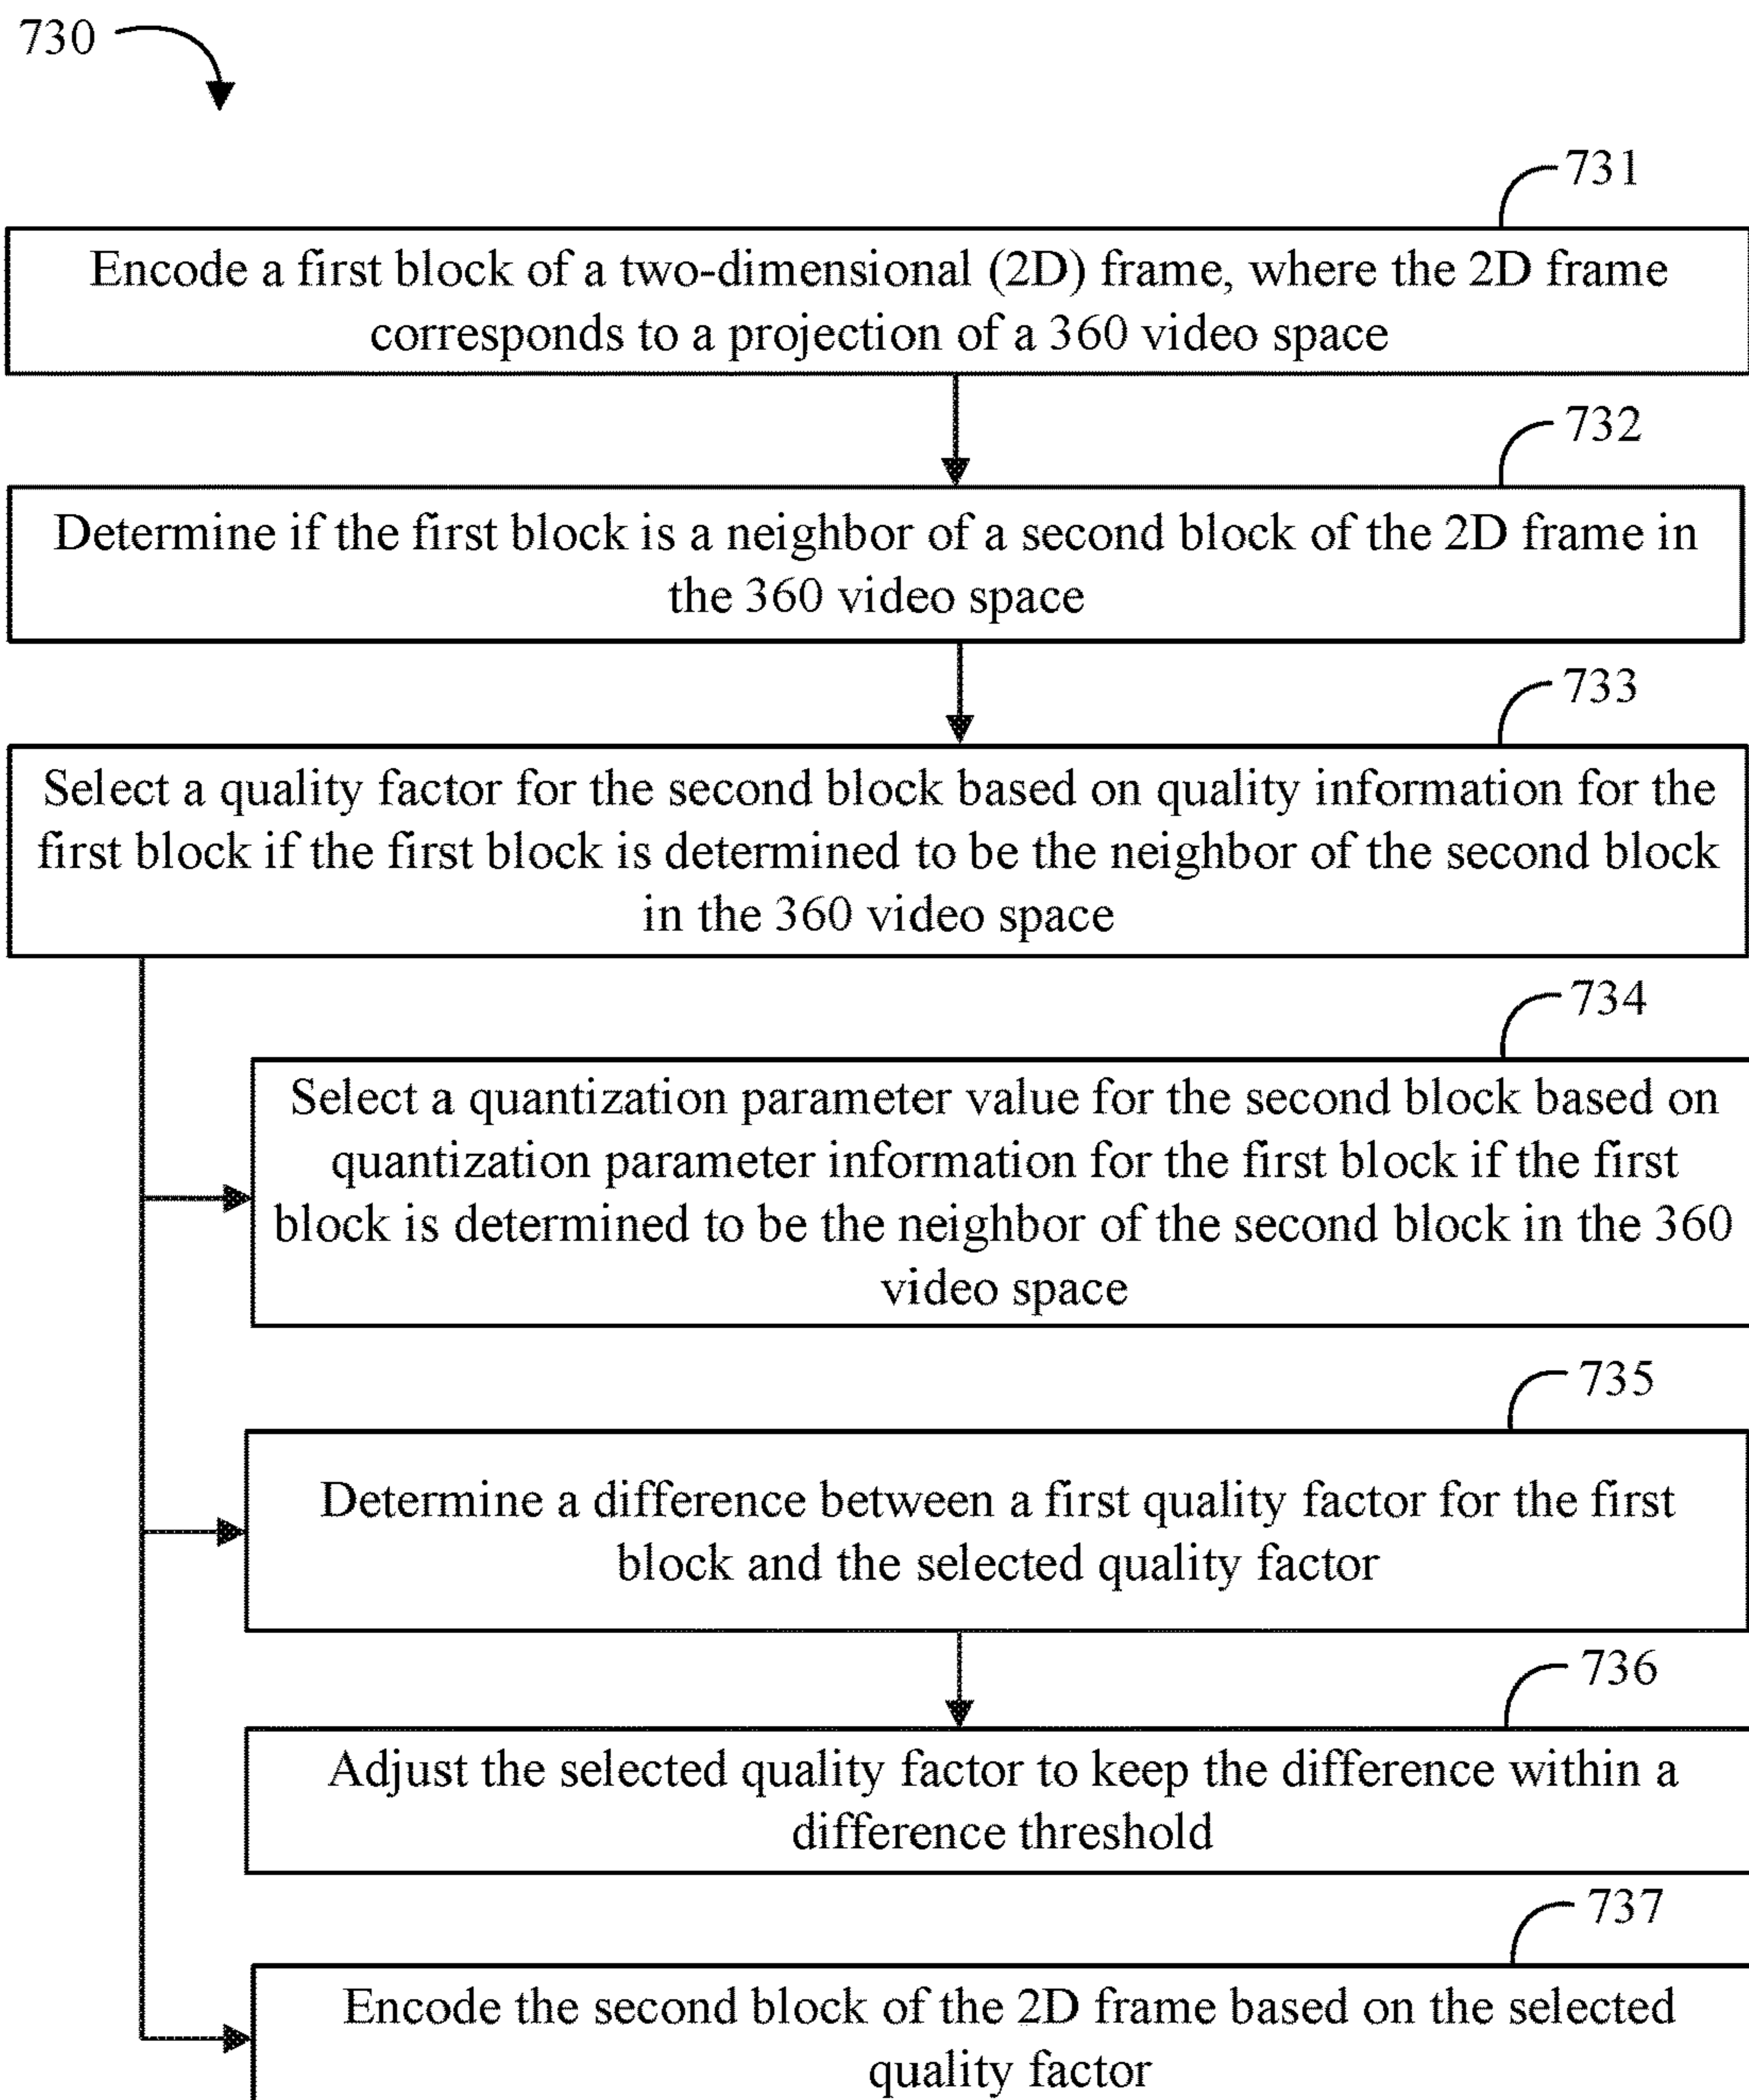 730
731
Encode a first block of a two-dimensional (2D) frame, where the 2D frame
corresponds to a projection of a 360 video space
732
Determine if the first block is a neighbor of a second block of the 2D frame in
the 360 video space
733
Select a quality factor for the second block based on quality information for the
first block if the first block is determined to be the neighbor of the second block
in the 360 video space
734
Select a quantization parameter value for the second block based on
quantization parameter information for the first block if the first
block is determined to be the neighbor of the second block in the 360
video space
735
Determine a difference between a first quality factor for the first
block and the selected quality factor
736
Adjust the selected quality factor to keep the difference within a
difference threshold
737
Encode the second block of the 2D frame based on the selected
quality factor